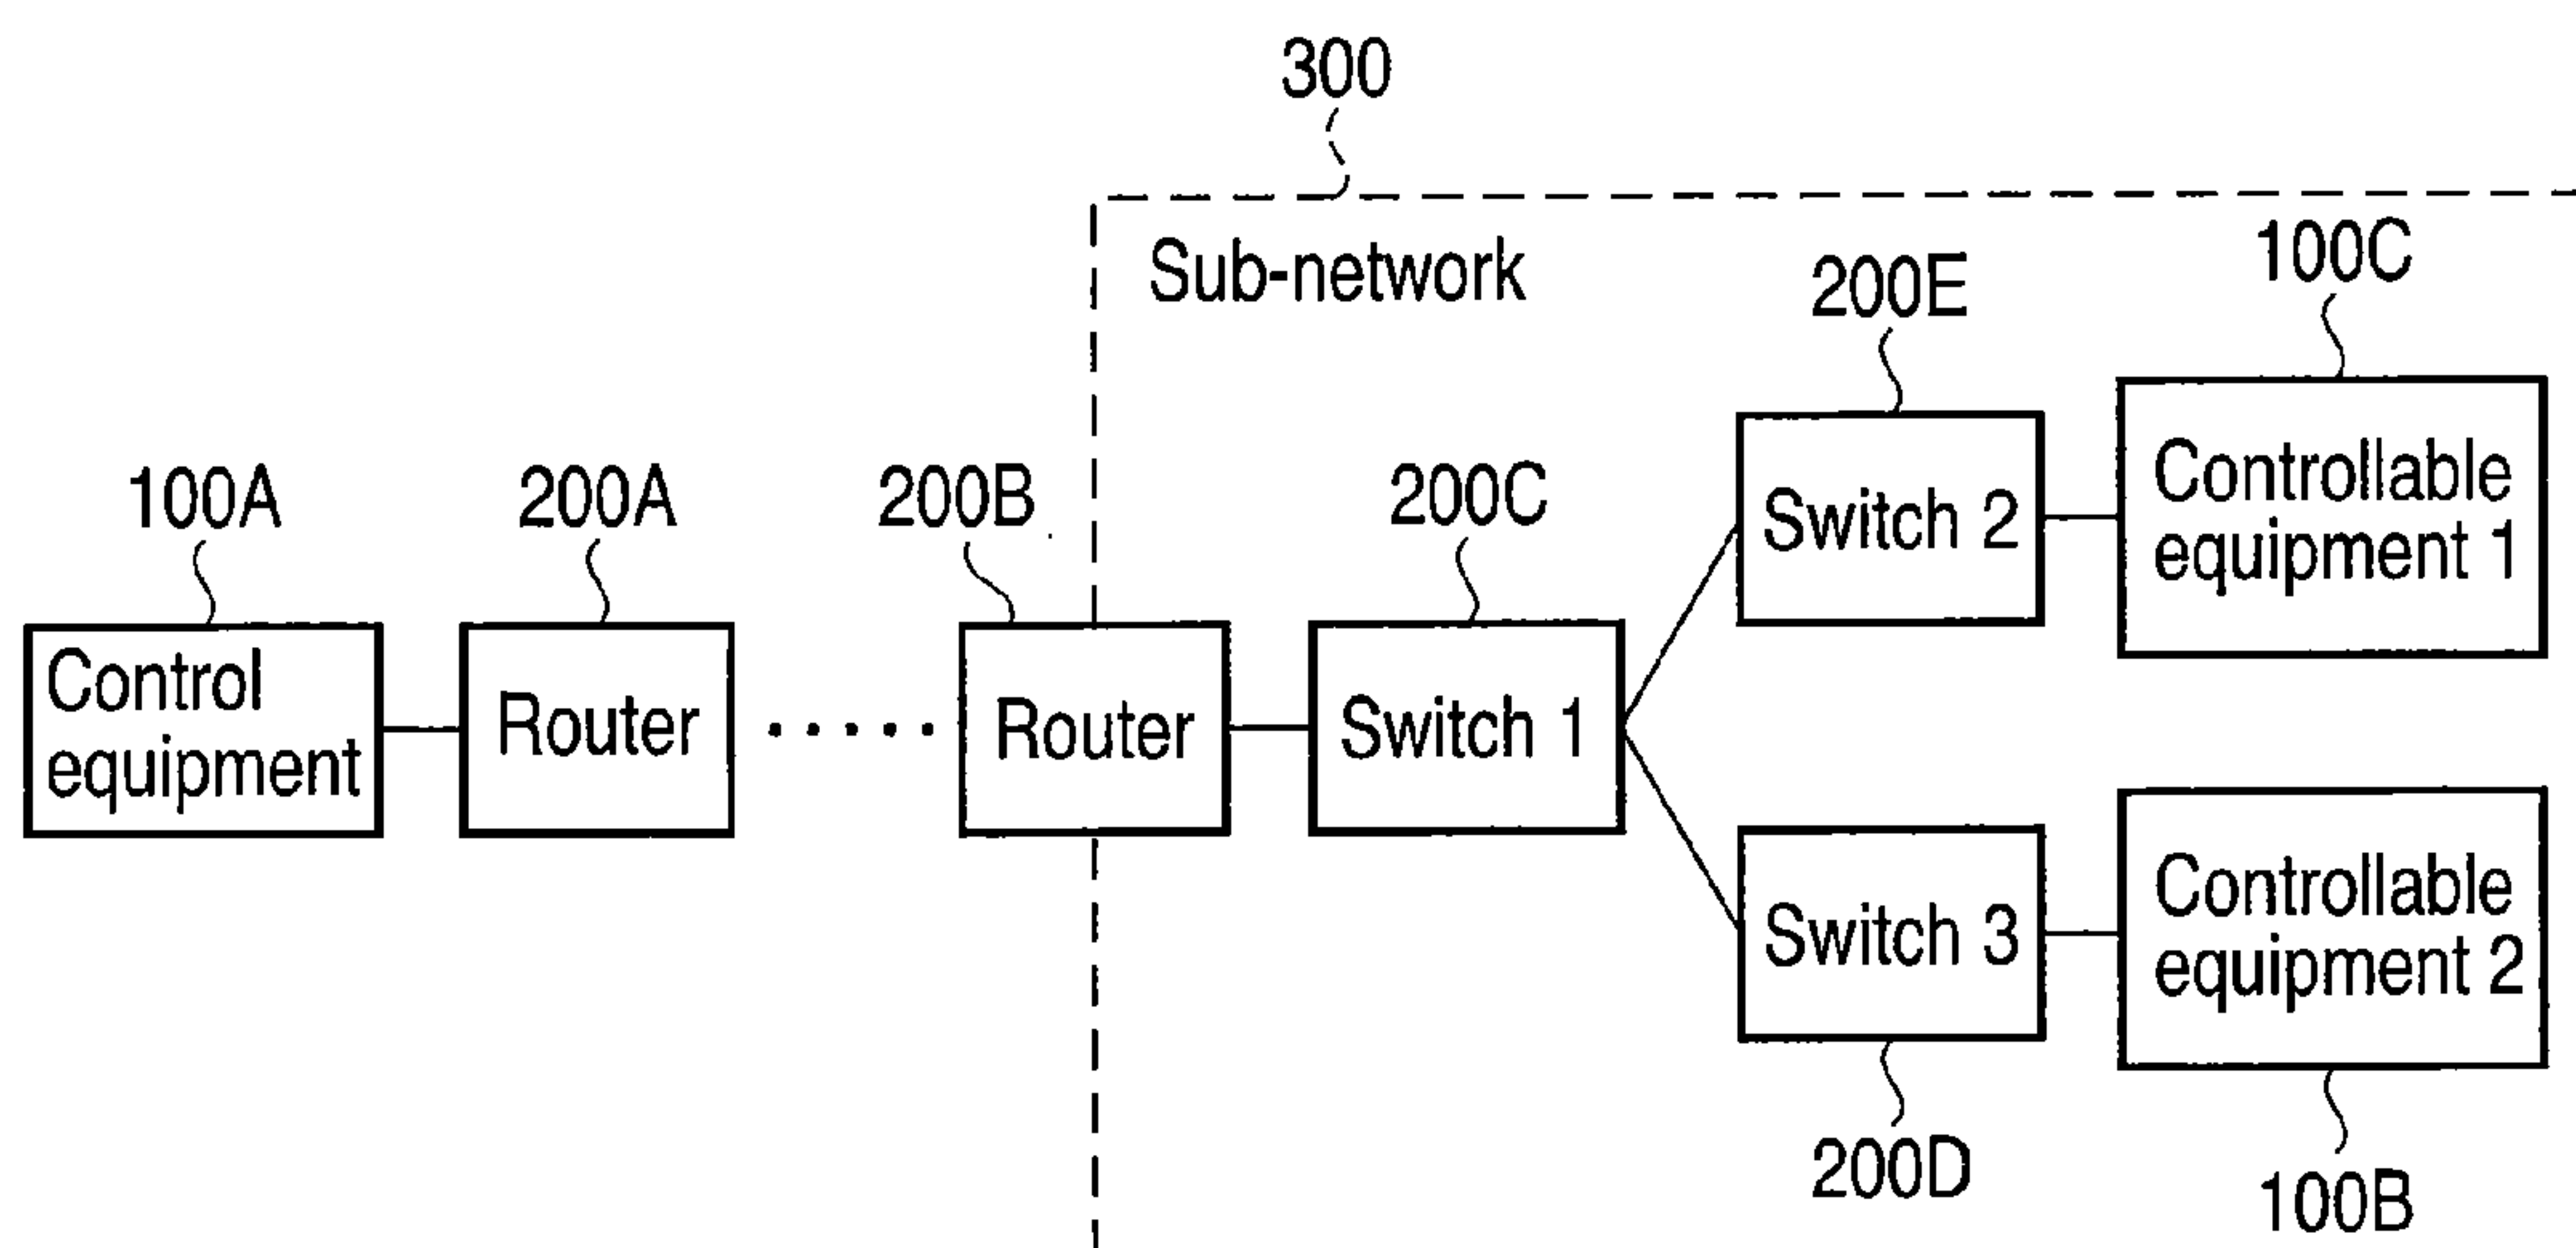 300
Sub-network
100C
200E
100A
200A
200B
200C
Controllable
equipment 1
Switch 2
Control
equipment
Router
Router
Switch 1
Controllable
equipment 2
Switch 3
200D
100B